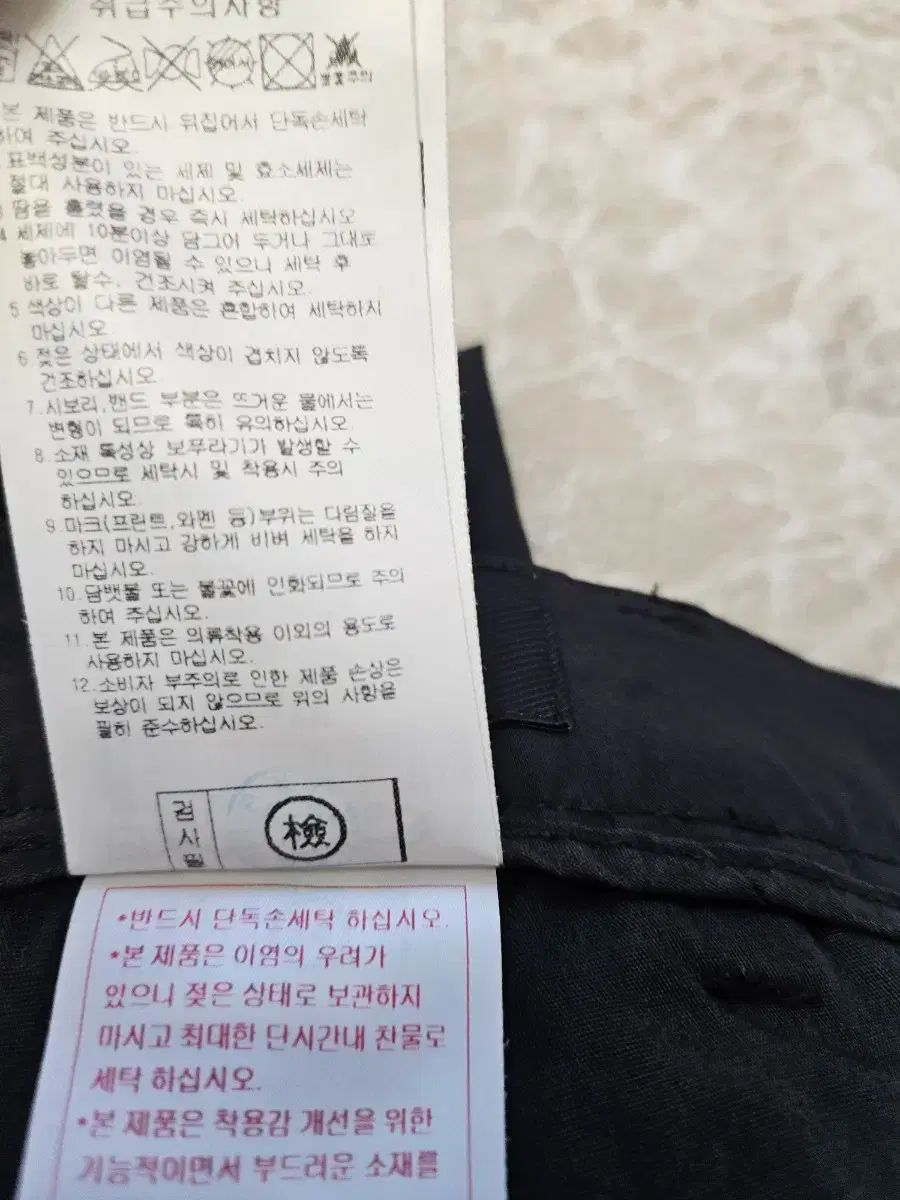 취급주의사항
본 제품은 반드시 뒤집어서 단독손세탁
하여 주십시오.
표백성분이 있는 세제 및 효소세제는
절대 사용하지 마십시오.
땀을 흘렸을 경우 즉시 세탁하십시오
4 세제에 10분이상 담그어 두거나 그대로
놓아두면 이염될 수 있으니 세탁 후
바로 탈수, 건조시켜 주십시오.
5 색상이 다른 제품은 혼합하여 세탁하지
마십시오.
6.젖은 상태에서 색상이 겹치지 않도록
건조하십시오.
7.시보리,밴드 부분은 뜨거운 물에서는
변형이 되므로 특히 유의하십시오.
8.소재 특성상 보푸라기가 발생할 수
있으므로 세탁시 및 착용시 주의
하십시오.
9.마크(프린트,와펜 등)부위는 다림질을
하지 마시고 강하게 비벼 세탁을 하지
마십시오.
10.담뱃불 또는 불꽃에 인화되므로 주의
하여 주십시오.
11.본 제품은 의류착용 이외의 용도로
사용하지 마십시오.
12.소비자 부주의로 인한 제품 손상은
보상이 되지 않으므로 위의 사항을
필히 준수하십시오.
검사필 檢
*반드시 단독손세탁 하십시오.
*본 제품은 이염의 우려가
있으니 젖은 상태로 보관하지
마시고 최대한 단시간내 찬물로
세탁 하십시오.
*본 제품은 착용감 개선을 위한
기능적이면서 부드러운 소재를